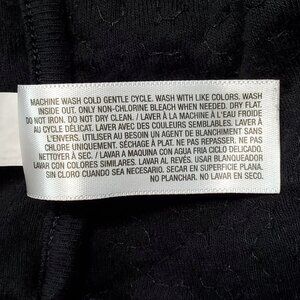 MACHINE WASH COLD GENTLE CYCLE. WASH WITH LIKE COLORS. WASH
INSIDE OUT. ONLY NON-CHLORINE BLEACH WHEN NEEDED. DRY FLAT.
DO NOT IRON. DO NOT DRY CLEAN. / LAVER À LA MACHINE À L'EAU FROIDE
AU CYCLE DÉLICAT. LAVER AVEC DES COULEURS SEMBLABLES. LAVER À
L'ENVERS. UTILISER AU BESOIN UN AGENT DE BLANCHIMENT SANS
CHLORE UNIQUEMENT. SÉCHAGE À PLAT. NE PAS REPASSER. NE PAS
NETTOYER À SEC. / LAVAR A MAQUINA CON AGUA FRIA CICLO DELICADO.
LAVAR CON COLORES SIMILARES. LAVAR AL REVÉS. USAR BLANQUEADOR
SIN CLORO CUANDO SEA NECESARIO. SECAR EN SUPERFICIE PLANA.
NO PLANCHAR. NO LAVAR EN SECO.